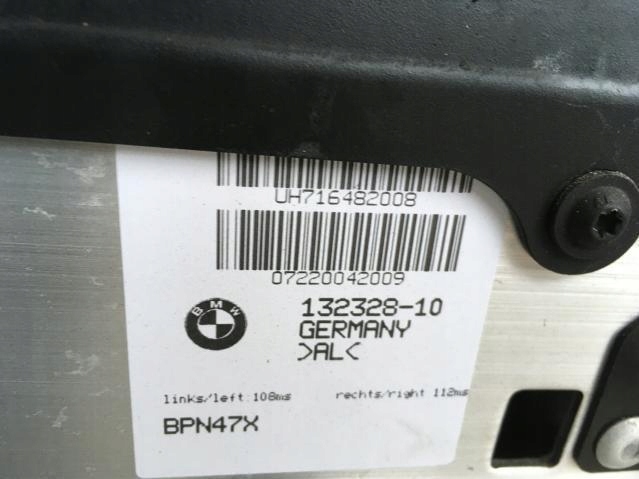 UH716482008
07220042009
BMW
132328-10
GERMANY
>AL<
links/left:108ms rechts/right 112ms
BPN47X